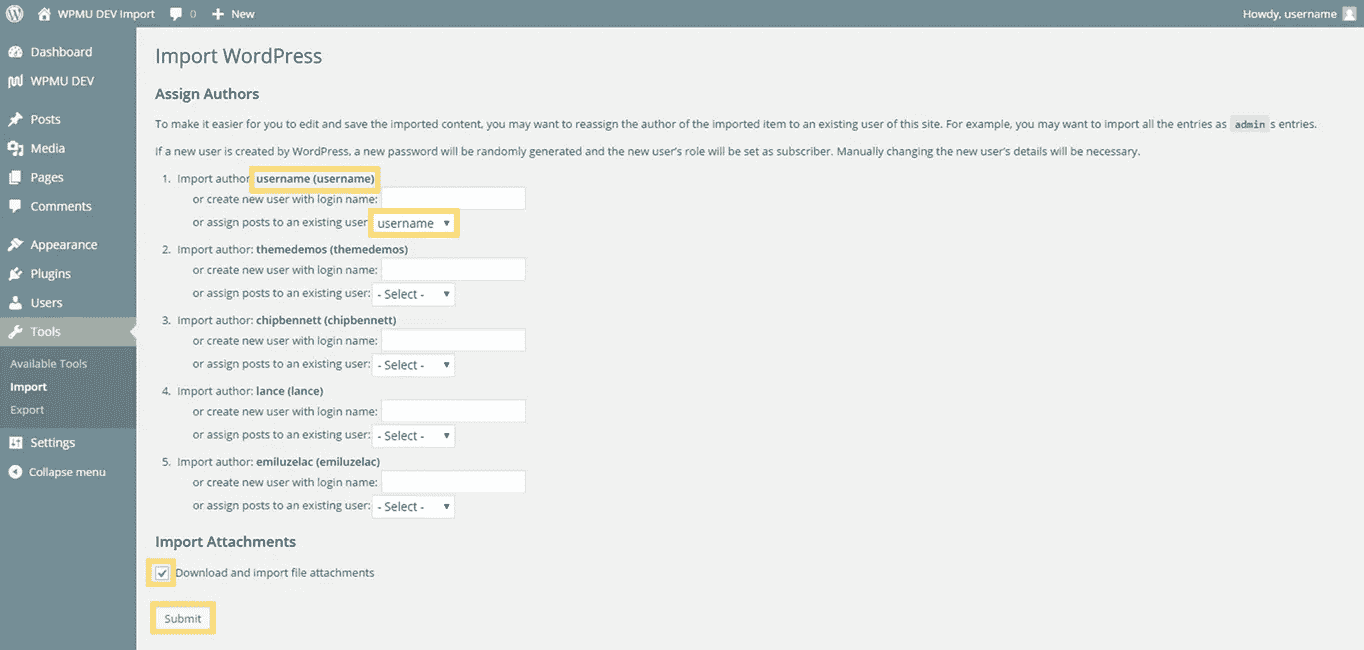 WPMU DEV Import 0 New Howdy, username
Dashboard
WPMU DEV
Posts
Media
Pages
Comments
Appearance
Plugins
Users
Tools
Available Tools
Import
Export
Settings
Collapse menu
Import WordPress
Assign Authors
To make it easier for you to edit and save the imported content, you may want to reassign the author of the imported item to an existing user of this site. For example, you may want to import all the entries as admin s entries.
If a new user is created by WordPress, a new password will be randomly generated and the new user's role will be set as subscriber. Manually changing the new user's details will be necessary.
1. Import author username (username)
or create new user with login name:
or assign posts to an existing user username
2. Import author: themedemos (themedemos)
or create new user with login name:
or assign posts to an existing user: - Select -
3. Import author: chipbennett (chipbennett)
or create new user with login name:
or assign posts to an existing user: - Select -
4. Import author: lance (lance)
or create new user with login name:
or assign posts to an existing user: - Select -
5. Import author: emiluzelac (emiluzelac)
or create new user with login name:
or assign posts to an existing user: - Select -
Import Attachments
Download and import file attachments
Submit